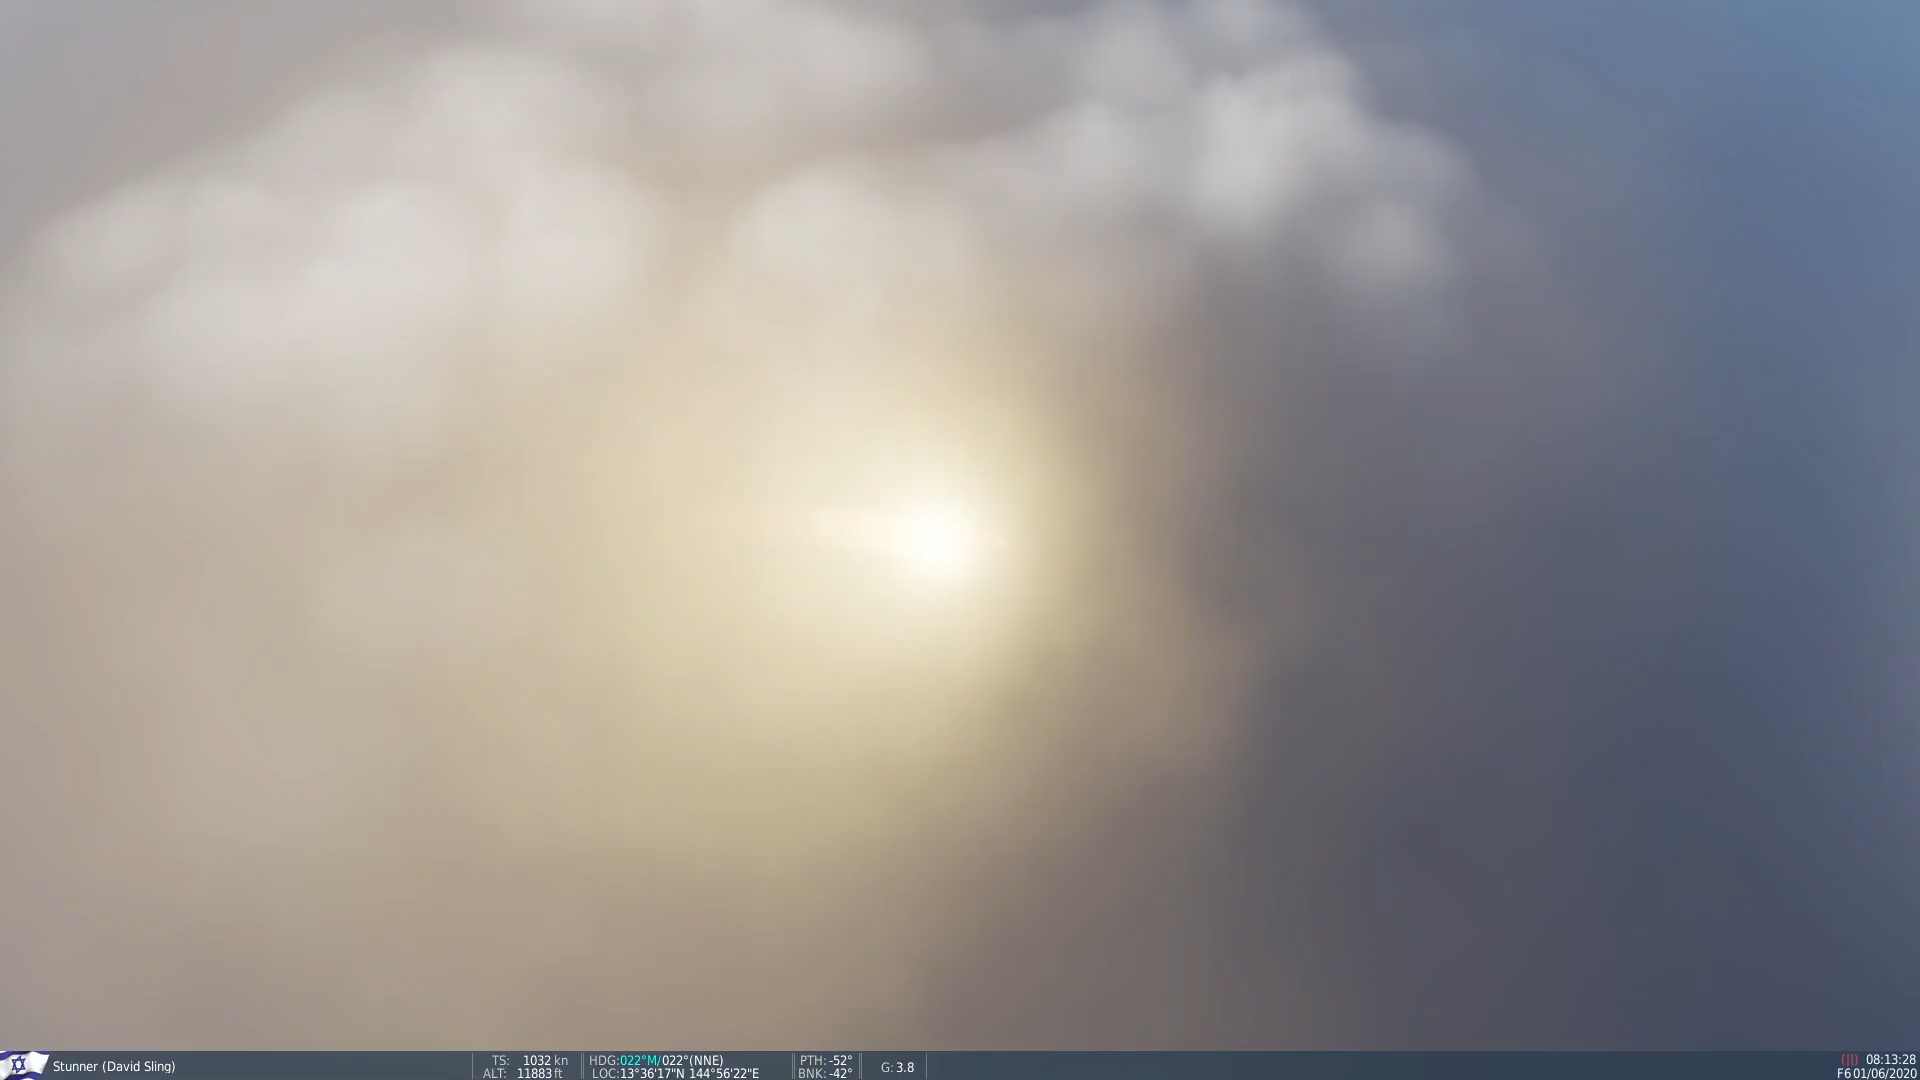 Stunner (David Sling)
TS: 1032 kn
ALT: 11883 ft
HDG:022°M/022°(NNE)
LOC:13°36'17"N 144°56'22"E
PTH: -52°
BNK: -42°
G: 3.8
(||) 08:13:28
F6 01/06/2020